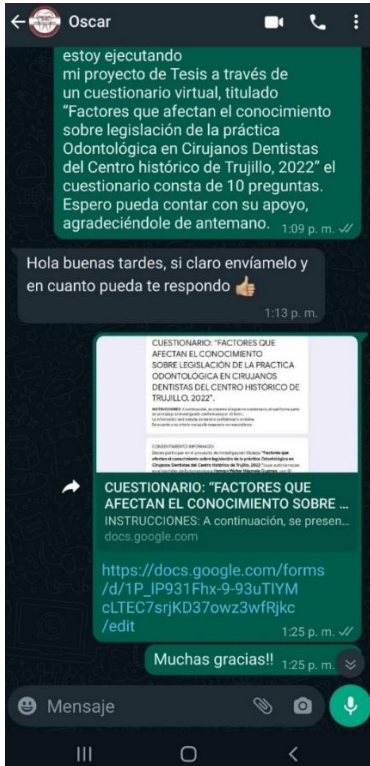 Oscar
estoy ejecutando
mi proyecto de Tesis a través de
un cuestionario virtual, titulado
“Factores que afectan el conocimiento
sobre legislación de la práctica
Odontológica en Cirujanos Dentistas
del Centro histórico de Trujillo, 2022” el
cuestionario consta de 10 preguntas.
Espero pueda contar con su apoyo,
agradeciéndole de antemano. 1:09 p. m.
Hola buenas tardes, si claro envíamelo y
en cuanto pueda te respondo
1:13 p. m.
CUESTIONARIO: “FACTORES QUE
AFECTAN EL CONOCIMIENTO
SOBRE LEGISLACIÓN DE LA PRACTICA
ODONTOLÓGICA EN CIRUJANOS
DENTISTAS DEL CENTRO HISTÓRICO DE
TRUJILLO, 2022”.
CONSENTIMIENTO INFORMADO
CUESTIONARIO: “FACTORES QUE
AFECTAN EL CONOCIMIENTO SOBRE ...
INSTRUCCIONES: A continuación, se presen...
docs.google.com
https://docs.google.com/forms
/d/1P_lP931Fhx-9-93uTIYM
cLTEC7srjKD37owz3wfRjkc
/edit
1:25 p. m.
Muchas gracias!! 1:25 p. m.
Mensaje